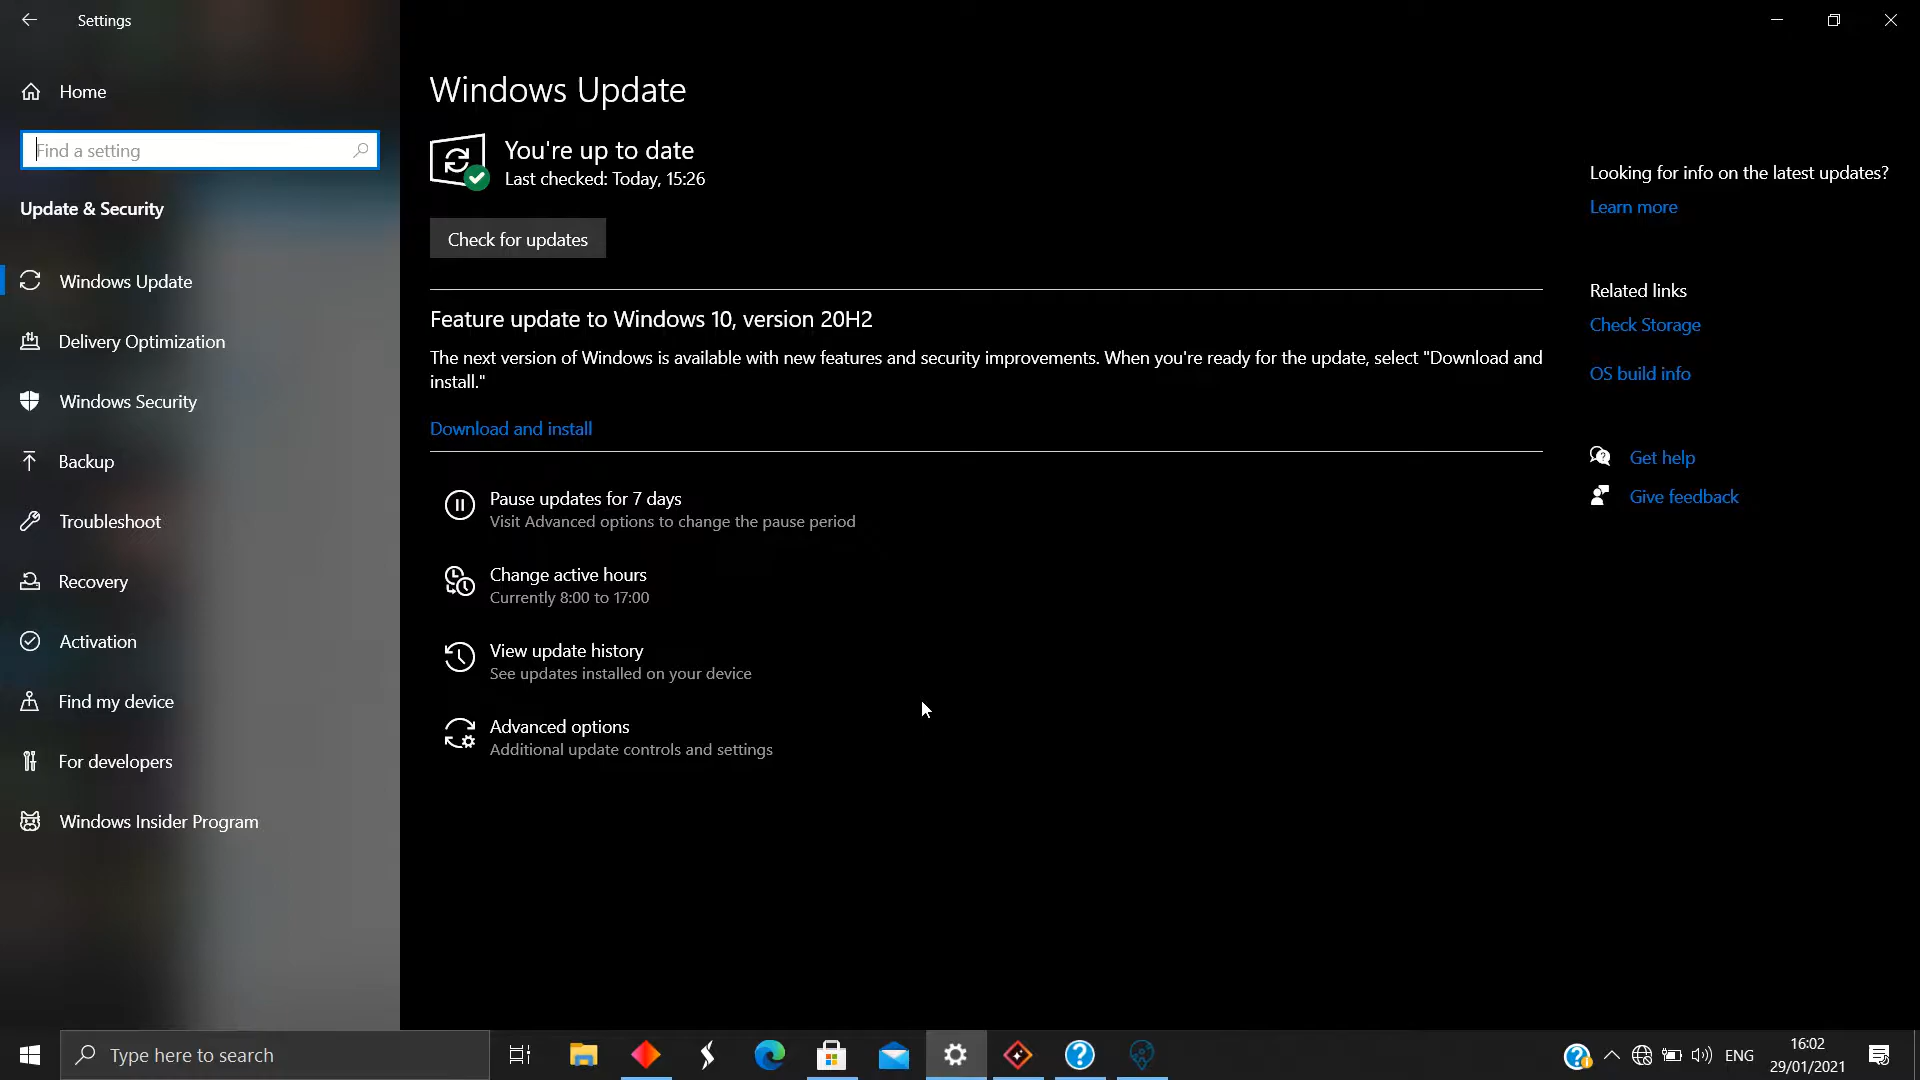 Settings
Home
Find a setting
Update & Security
Windows Update
Delivery Optimization
Windows Security
Backup
Troubleshoot
Recovery
Activation
Find my device
For developers
Windows Insider Program
Windows Update
You're up to date
Last checked: Today, 15:26
Check for updates
Feature update to Windows 10, version 20H2
The next version of Windows is available with new features and security improvements. When you're ready for the update, select "Download and
install."
Download and install
Pause updates for 7 days
Visit Advanced options to change the pause period
Change active hours
Currently 8:00 to 17:00
View update history
See updates installed on your device
Advanced options
Additional update controls and settings
Looking for info on the latest updates?
Learn more
Related links
Check Storage
OS build info
Get help
Give feedback
Type here to search
ENG
16:02
29/01/2021